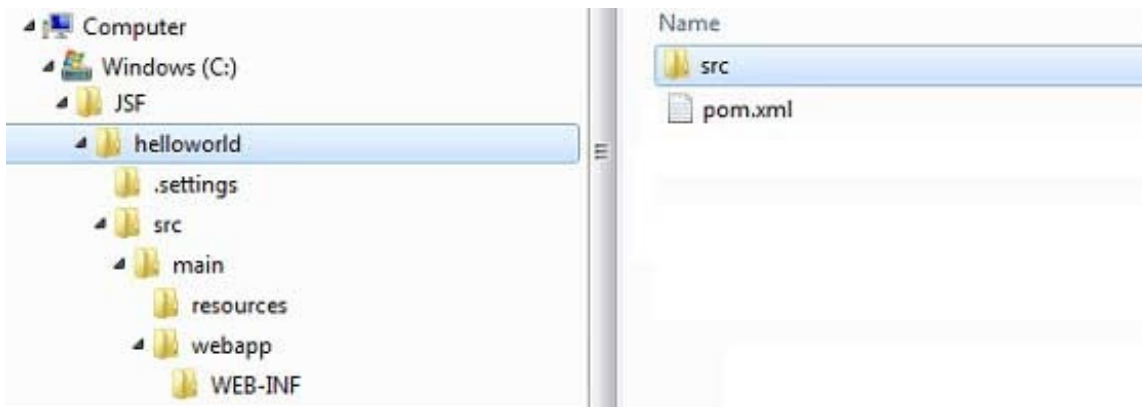 Computer
Windows (C:)
JSF
helloworld
.settings
src
main
resources
webapp
WEB-INF
Name
src
pom.xml